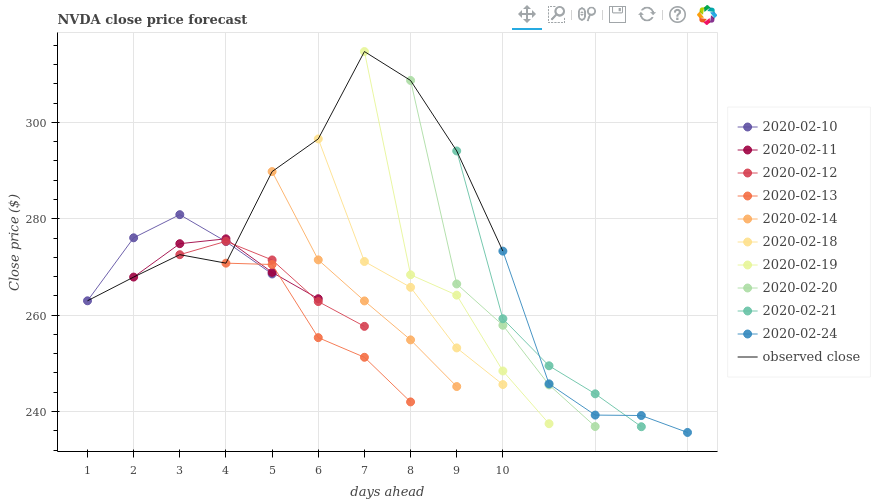 NVDA close price forecast
Close price ($)
300
280
260
240
1 2 3 4 5 6 7 8 9 10
days ahead
2020-02-10
2020-02-11
2020-02-12
2020-02-13
2020-02-14
2020-02-18
2020-02-19
2020-02-20
2020-02-21
2020-02-24
observed close